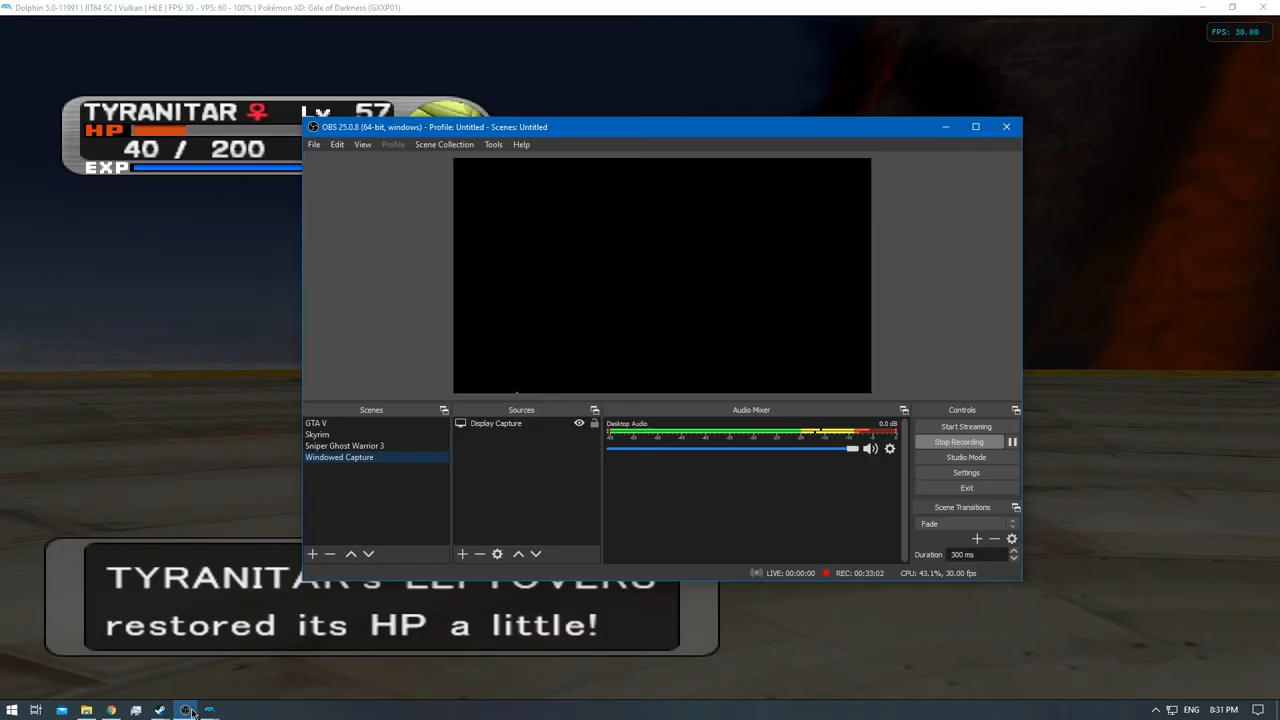 Dolphin 5.0-11991 | JIT64 SC | Vulkan | HLE | FPS: 30 - VPS: 60 - 100% | Pokémon XD: Gale of Darkness (GXXP01)
FPS: 30.00
TYRANITAR ♀ Lv 57
HP
40 / 200
EXP
OBS 25.0.8 (64-bit, windows) - Profile: Untitled - Scenes: Untitled
File Edit View Profile Scene Collection Tools Help
Scenes Sources Audio Mixer Controls
GTA V
Skyrim
Sniper Ghost Warrior 3
Windowed Capture
Display Capture
Desktop Audio 0.0 dB
Start Streaming
Stop Recording
Studio Mode
Settings
Exit
Scene Transitions
Fade
Duration 300 ms
LIVE: 00:00:00 REC: 00:33:02 CPU: 43.1%, 30.00 fps
TYRANITAR's LEFTOVERS
restored its HP a little!
ENG 8:31 PM